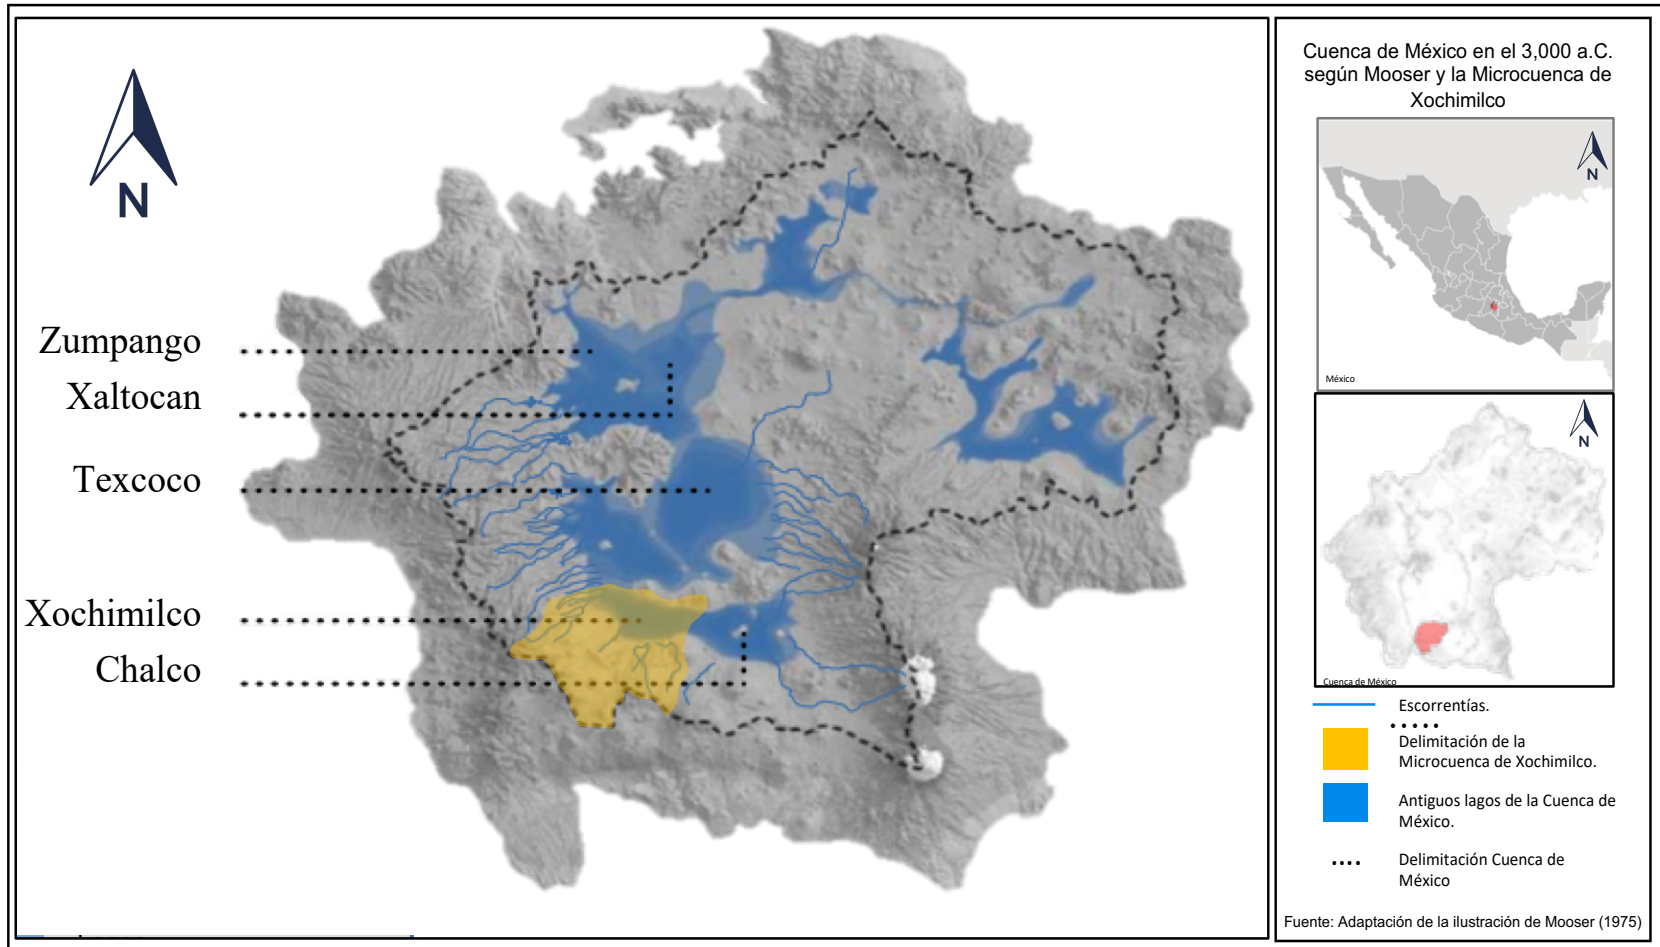 N
Zumpango
Xaltocan
Texcoco
Xochimilco
Chalco
Cuenca de México en el 3,000 a.C.
según Mooser y la Microcuenca de
Xochimilco
N
México
N
Cuenca de México
Escorrentías.
Delimitación de la
Microcuenca de Xochimilco.
Antiguos lagos de la Cuenca de
México.
Delimitación Cuenca de
México
Fuente: Adaptación de la ilustración de Mooser (1975)